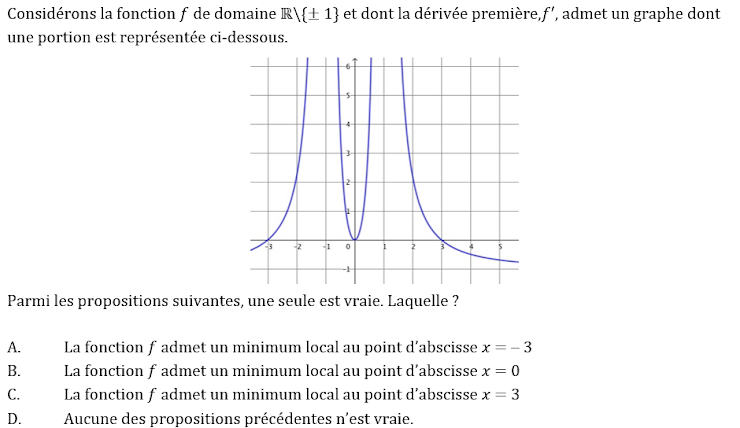 Considérons la fonction f de domaine ℝ\{± 1} et dont la dérivée première,f′, admet un graphe dont
une portion est représentée ci-dessous.
6
5
4
3
2
1
-3 -2 -1 0 1 2 3 4 5
-1
Parmi les propositions suivantes, une seule est vraie. Laquelle ?
A. La fonction f admet un minimum local au point d'abscisse x = − 3
B. La fonction f admet un minimum local au point d'abscisse x = 0
C. La fonction f admet un minimum local au point d'abscisse x = 3
D. Aucune des propositions précédentes n'est vraie.